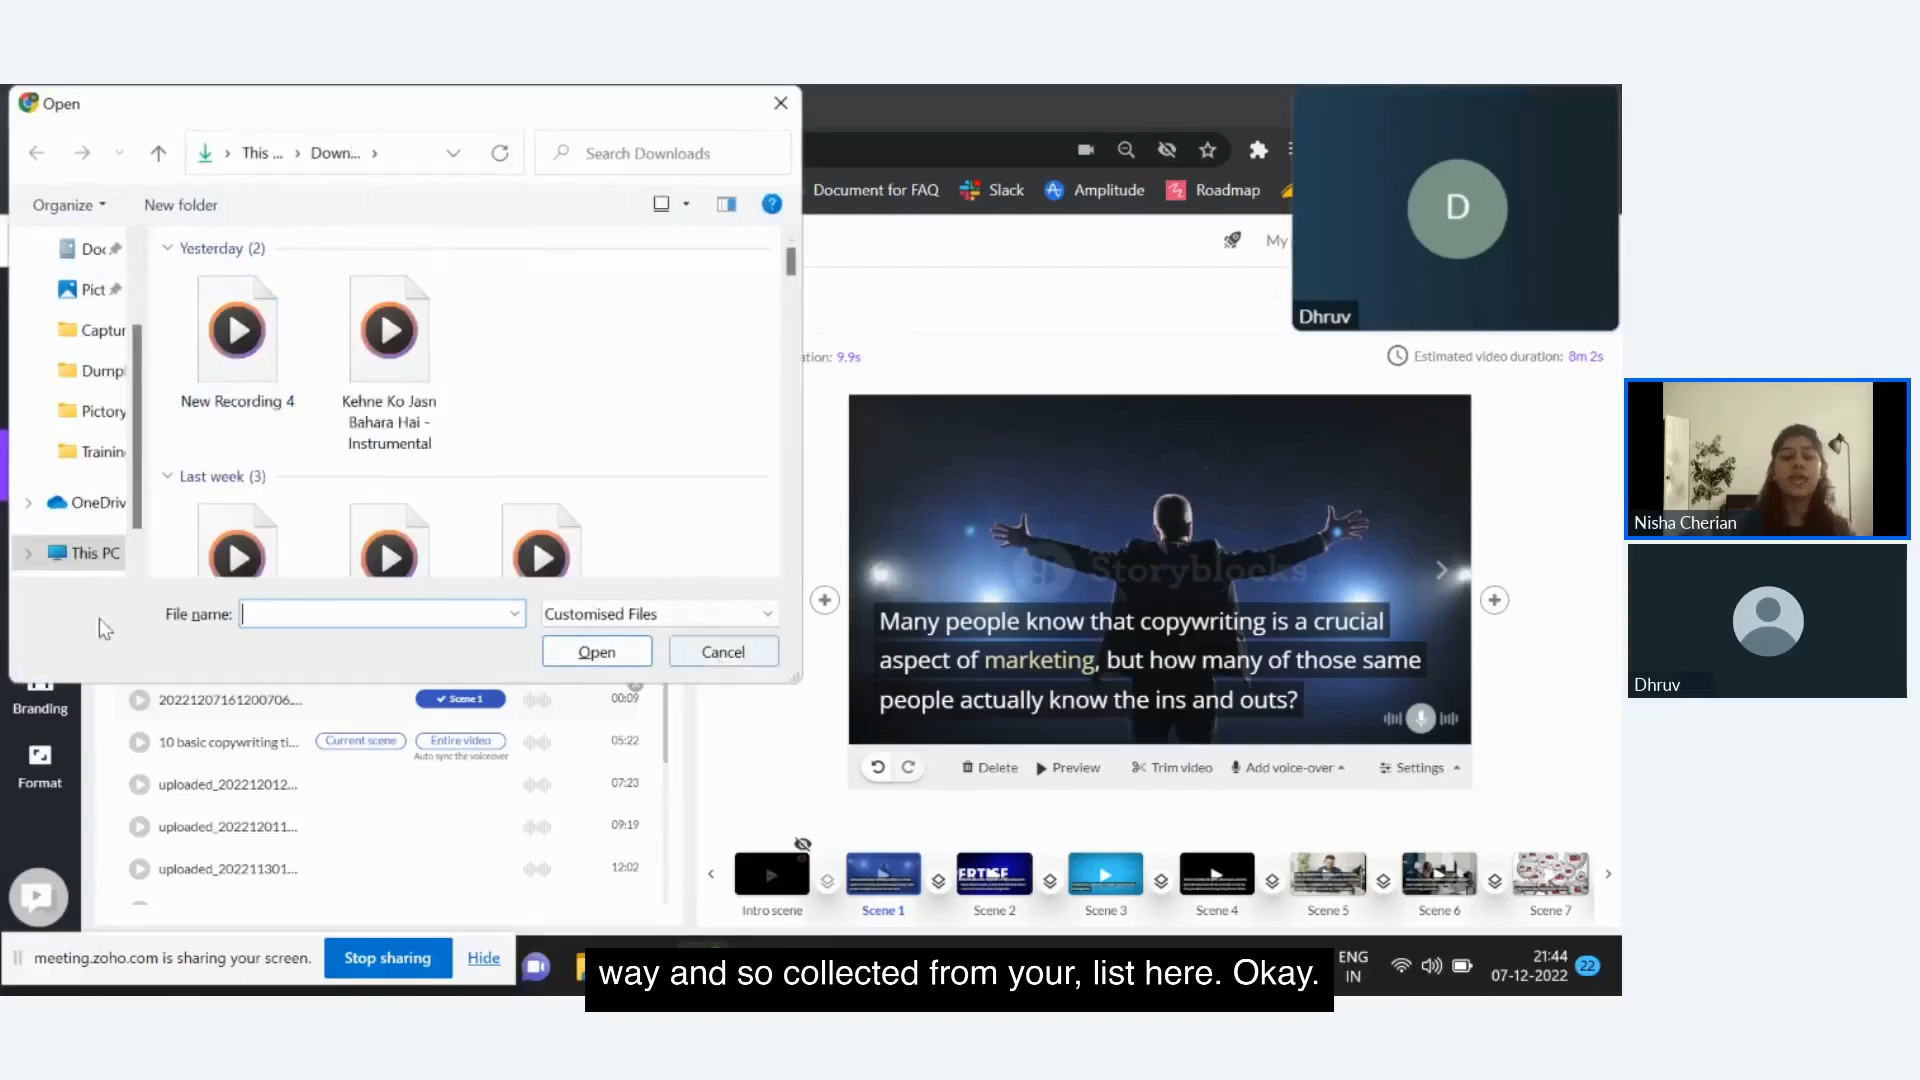 Open
This ... Down...
Search Downloads
Organize
New folder
Doc
Pict
Captur
Dumpl
Pictory
Trainin
OneDriv
This PC
Yesterday (2)
New Recording 4
Kehne Ko Jasn
Bahara Hai -
Instrumental
Last week (3)
File name:
Customised Files
Open
Cancel
Document for FAQ
Slack
Amplitude
Roadmap
My
D
Dhruv
ation: 9.9s
Estimated video duration: 8m 2s
Storyblocks
Many people know that copywriting is a crucial
aspect of marketing, but how many of those same
people actually know the ins and outs?
Delete
Preview
Trim video
Add voice-over
Settings
Branding
Format
20221207161200706....
Scene 1
00:09
10 basic copywriting ti...
Current scene
Entire video
Auto sync the voiceover
05:22
uploaded_202212012...
07:23
uploaded_202212011...
09:19
uploaded_202211301...
12:02
ERTISE
Intro scene
Scene 1
Scene 2
Scene 3
Scene 4
Scene 5
Scene 6
Scene 7
meeting.zoho.com is sharing your screen.
Stop sharing
Hide
ENG
IN
21:44
07-12-2022
22
way and so collected from your, list here. Okay.
Nisha Cherian
Dhruv